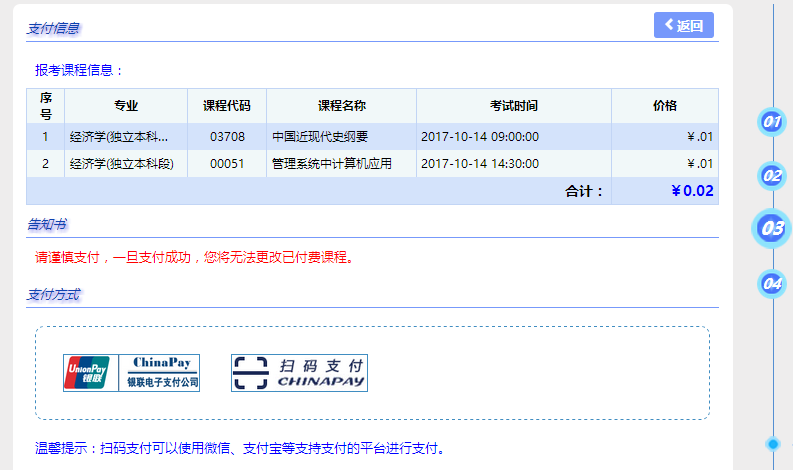 支付信息
返回
报考课程信息：
序号 专业 课程代码 课程名称 考试时间 价格
1 经济学(独立本科... 03708 中国近现代史纲要 2017-10-14 09:00:00 ￥.01
2 经济学(独立本科段) 00051 管理系统中计算机应用 2017-10-14 14:30:00 ￥.01
合计： ￥0.02
告知书
请谨慎支付，一旦支付成功，您将无法更改已付费课程。
支付方式
UnionPay 银联 ChinaPay 银联电子支付公司
扫码支付 CHINAPAY
温馨提示：扫码支付可以使用微信、支付宝等支持支付的平台进行支付。
01
02
03
04